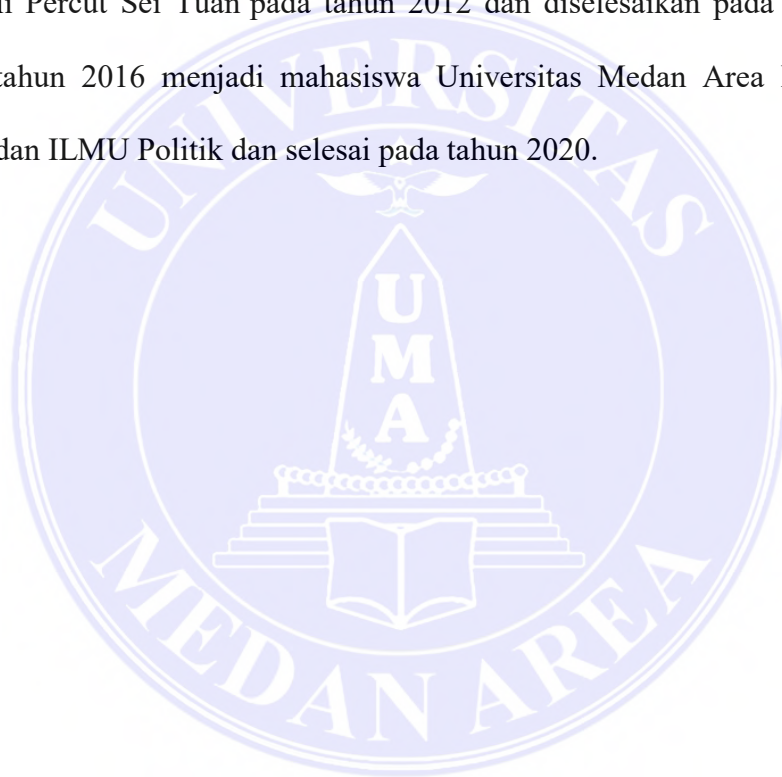 Percut Sei Tuan pada tahun 2012 dan diselesaikan pada
tahun 2016 menjadi mahasiswa Universitas Medan Area
dan ILMU Politik dan selesai pada tahun 2020.
UNIVERSITAS
U
M
A
MEDAN AREA